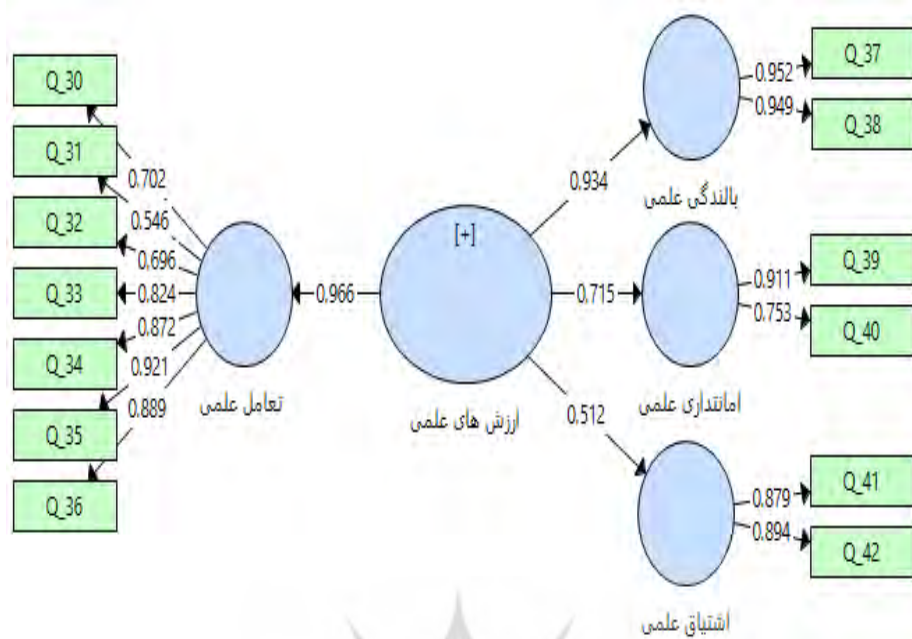 Q_30
Q_31
Q_32
Q_33
Q_34
Q_35
Q_36
0.702
0.546
0.696
0.824
0.872
0.921
0.889
تعامل علمی
0.966
[+]
ارزش های علمی
0.934
0.715
0.512
بالندگی علمی
0.952
0.949
Q_37
Q_38
امانتداری علمی
0.911
0.753
Q_39
Q_40
اشتیاق علمی
0.879
0.894
Q_41
Q_42